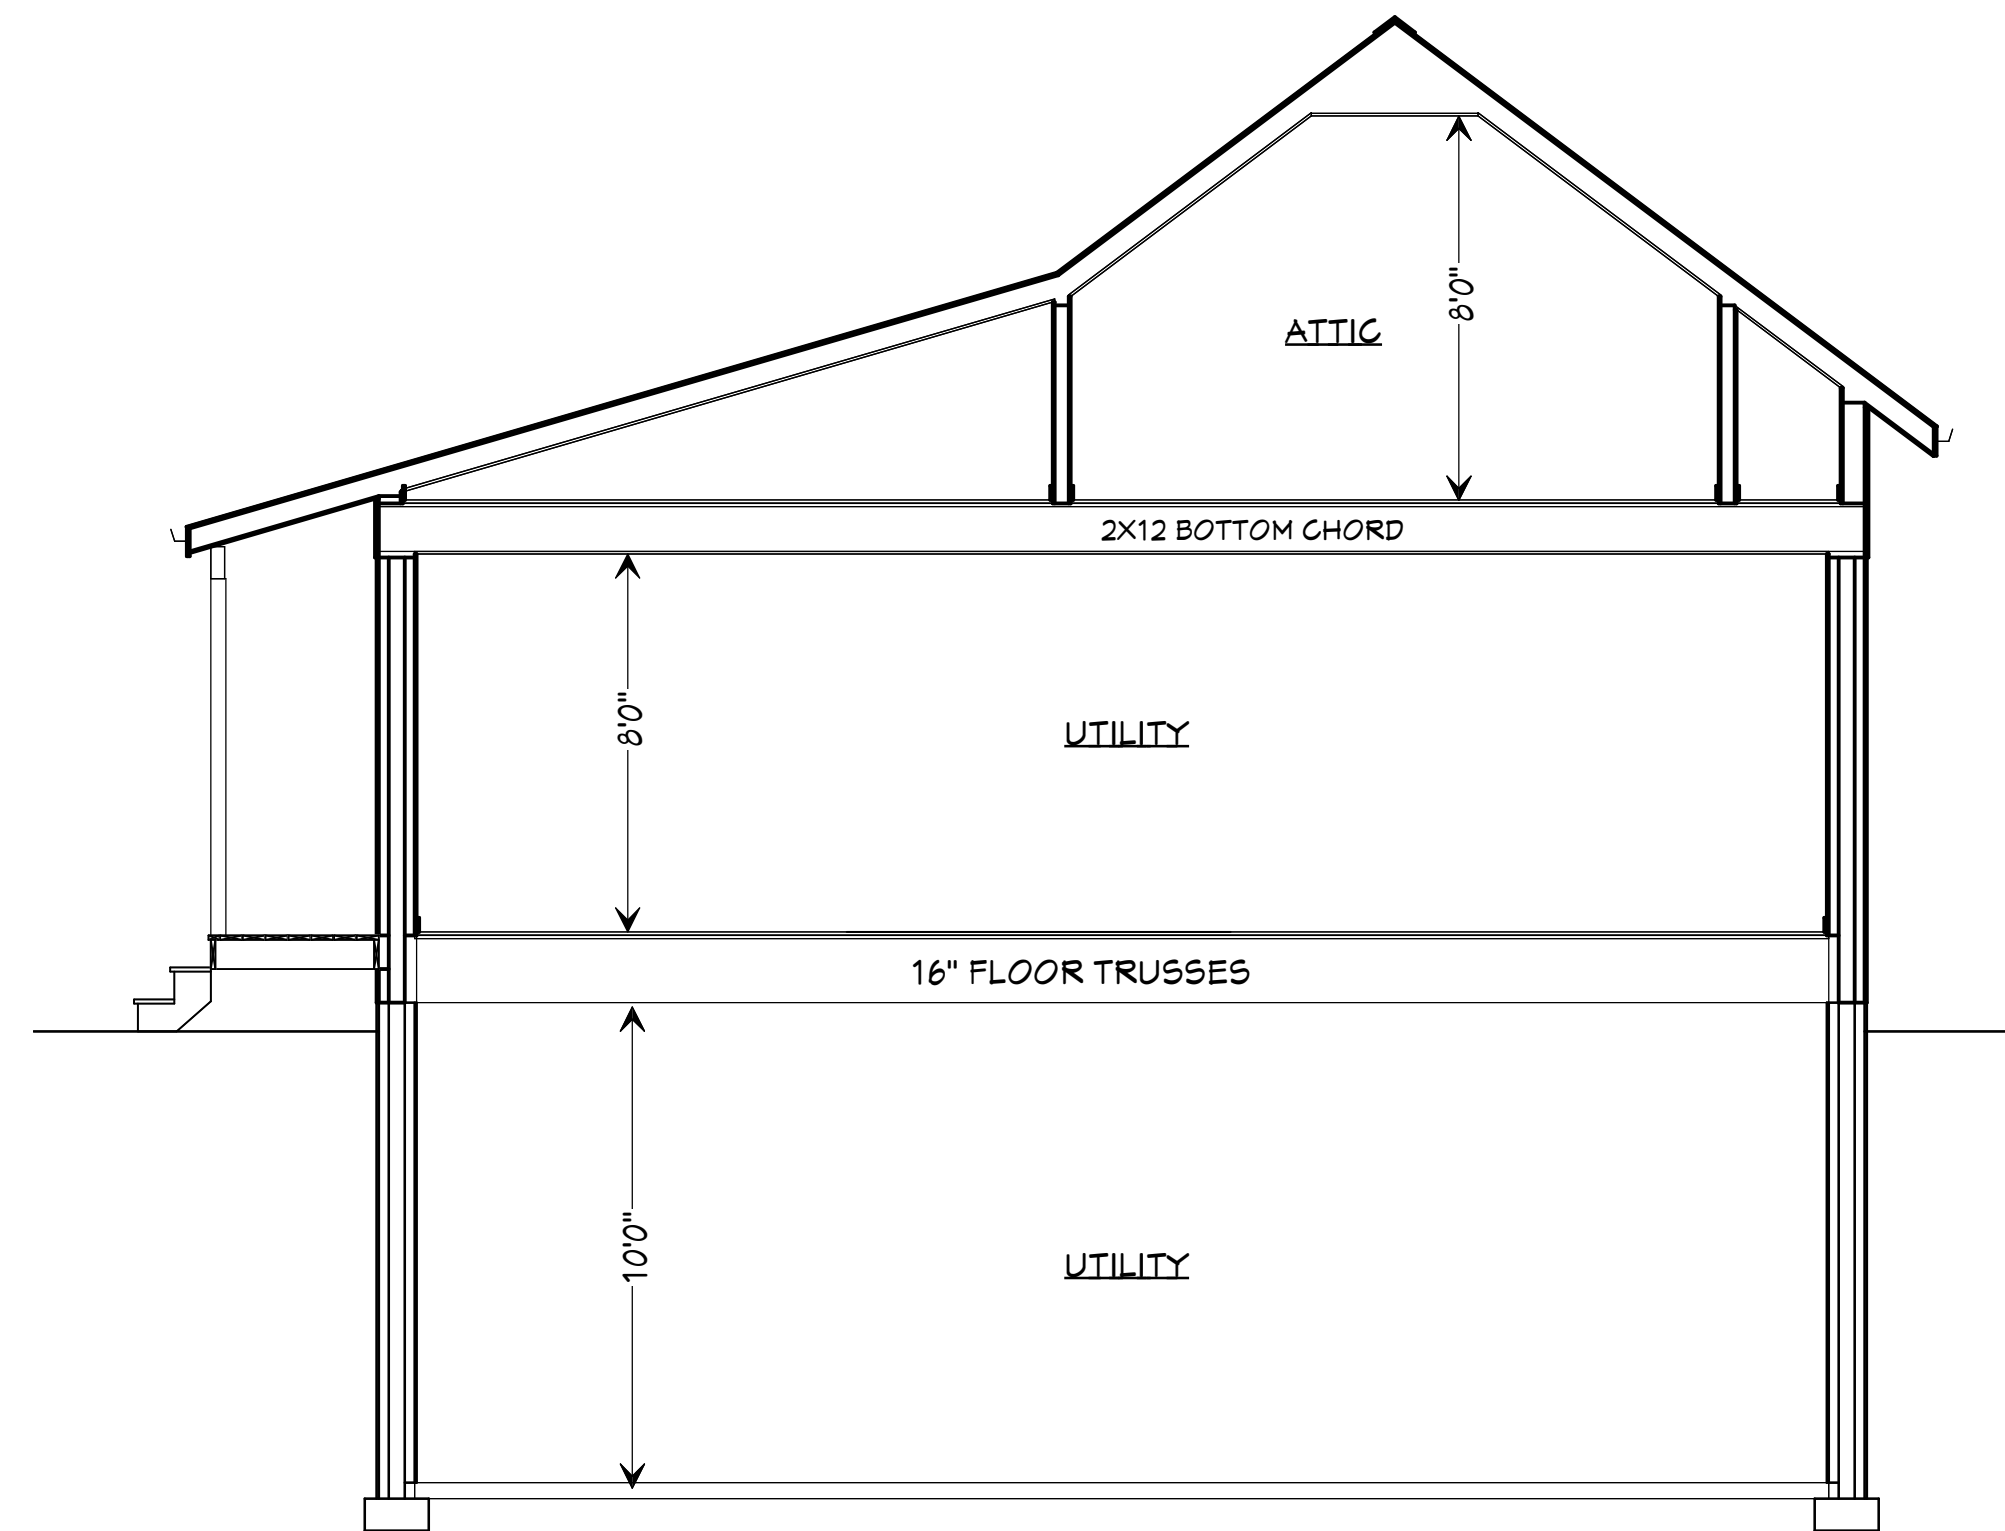 8'0"
ATTIC
2X12 BOTTOM CHORD
8'0"
UTILITY
16" FLOOR TRUSSES
10'0"
UTILITY